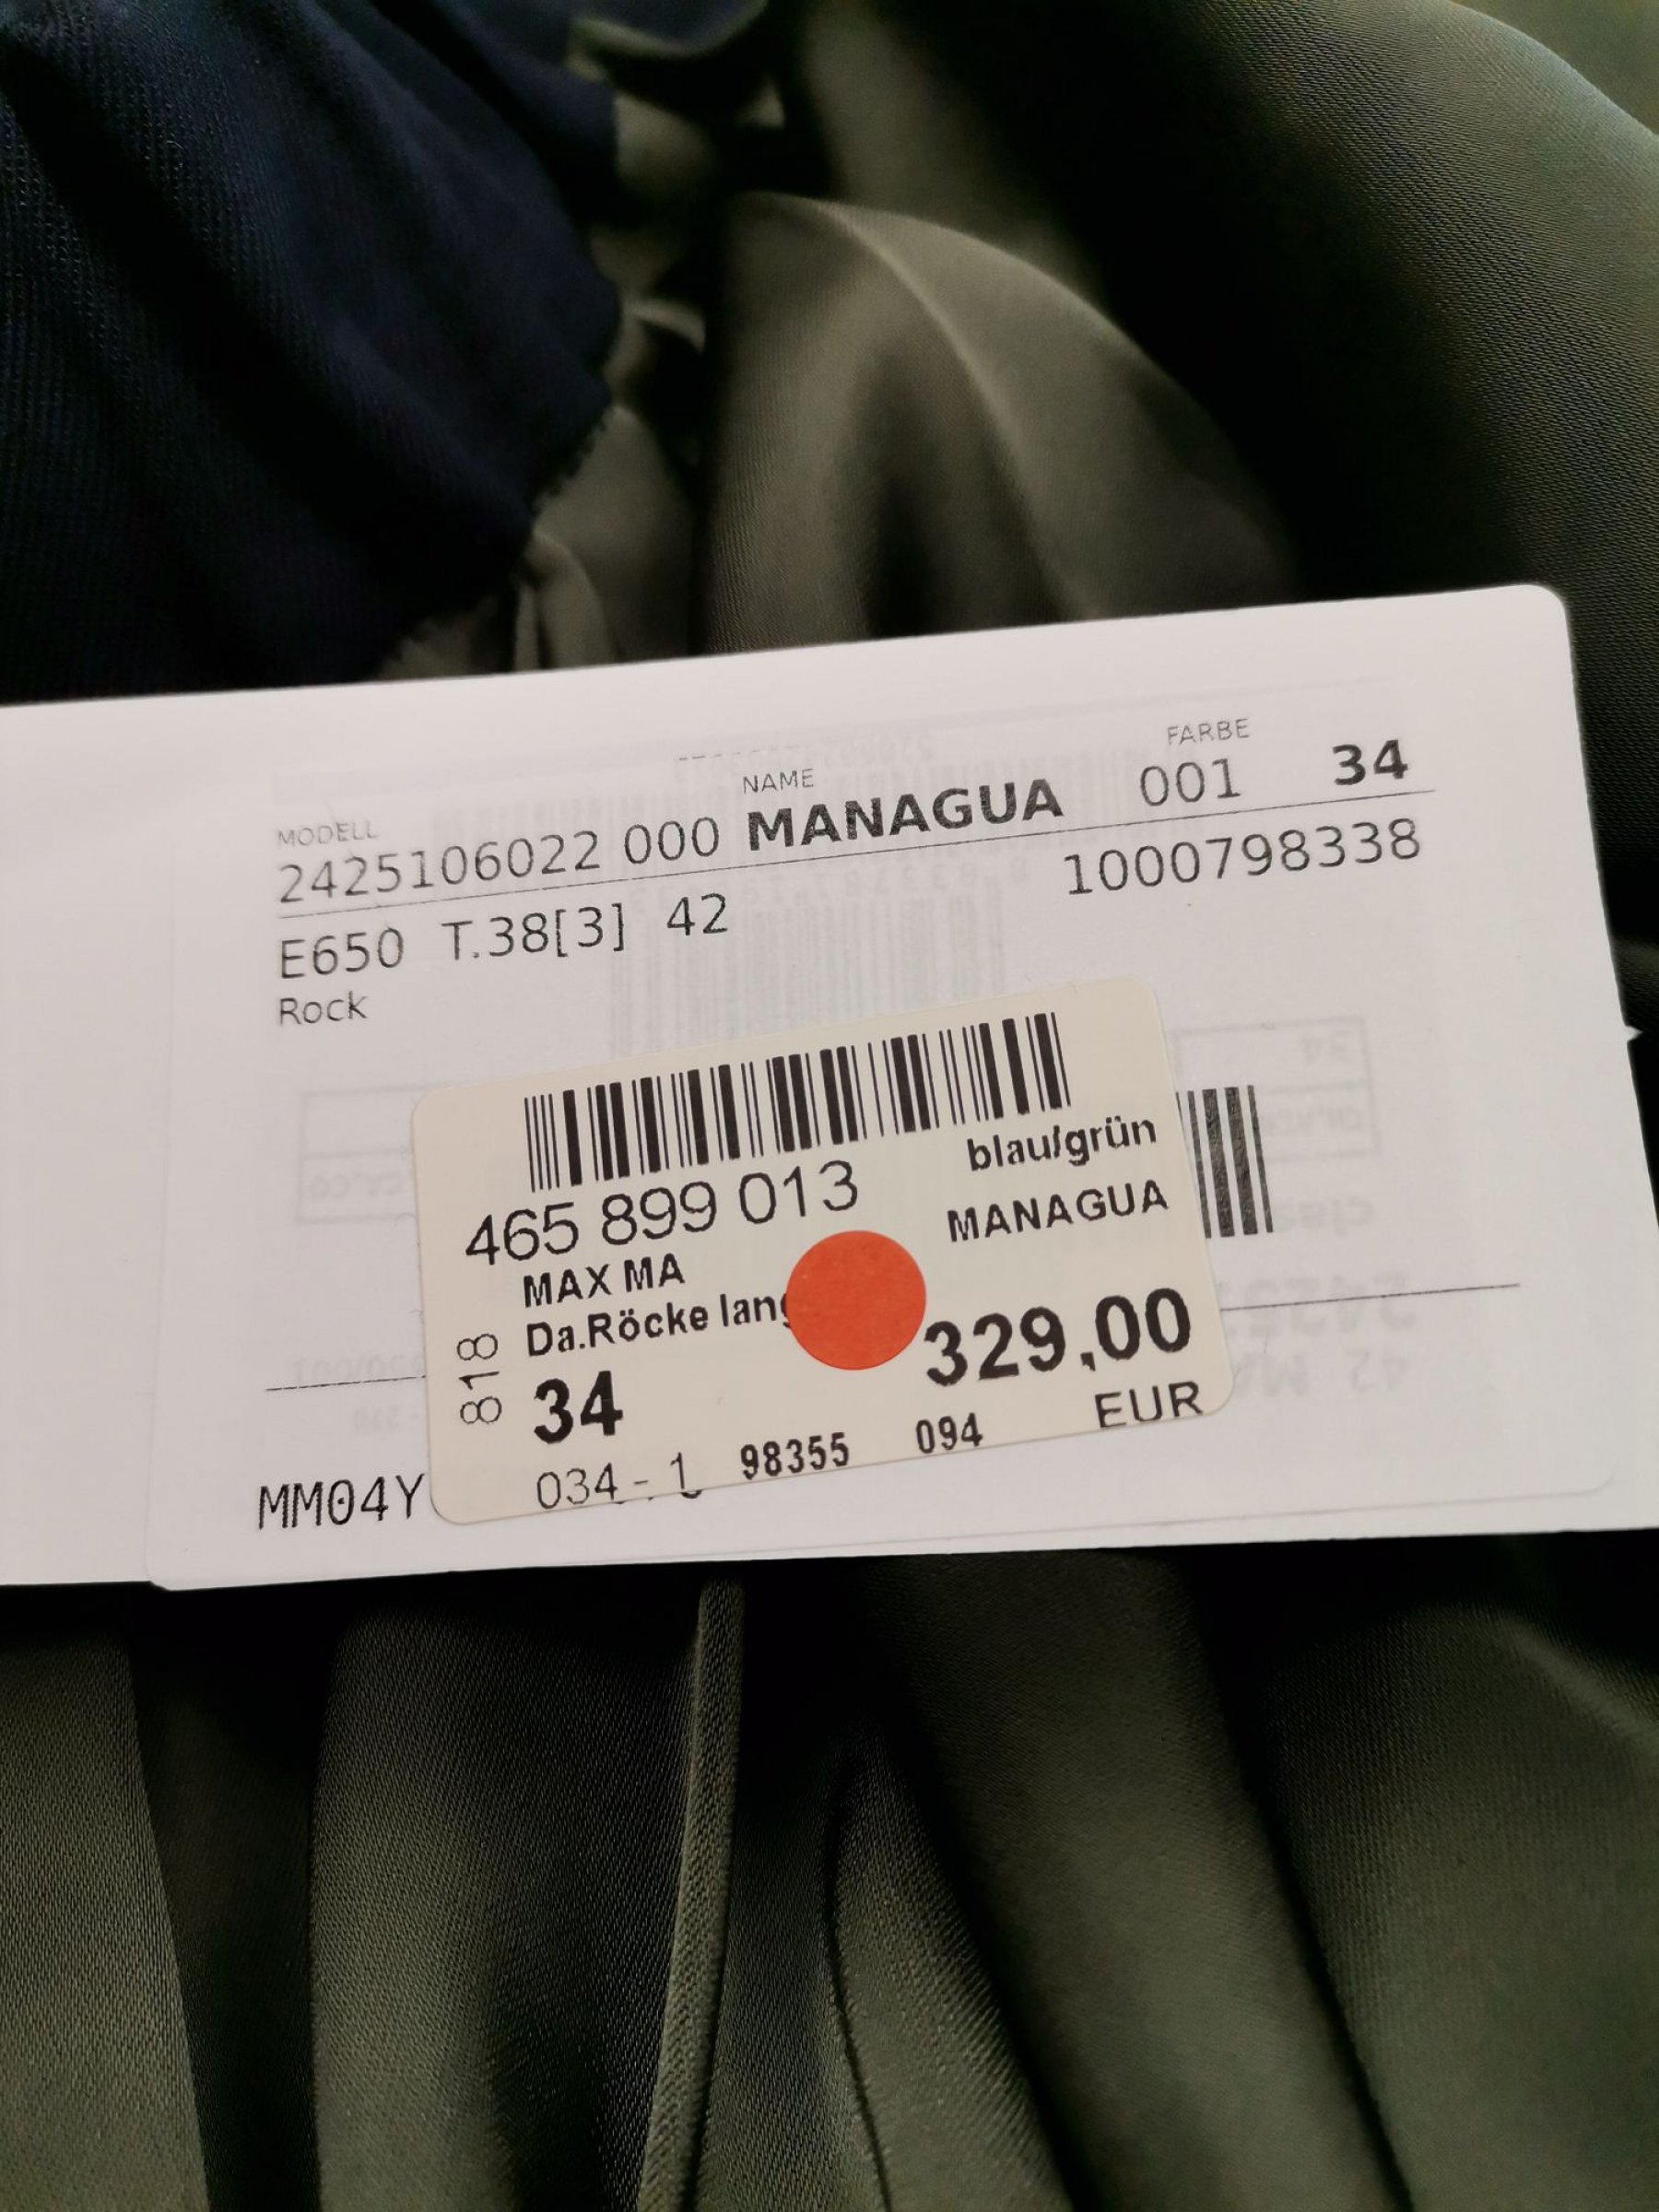 MODELL NAME FARBE
2425106022 000 MANAGUA 001 34
E650 T.38[3] 42 1000798338
Rock
blau/grün
465 899 013 MANAGUA
MAX MA
Da.Röcke lang
329,00
818
34
EUR
034 - 1 98355 094
MM04Y